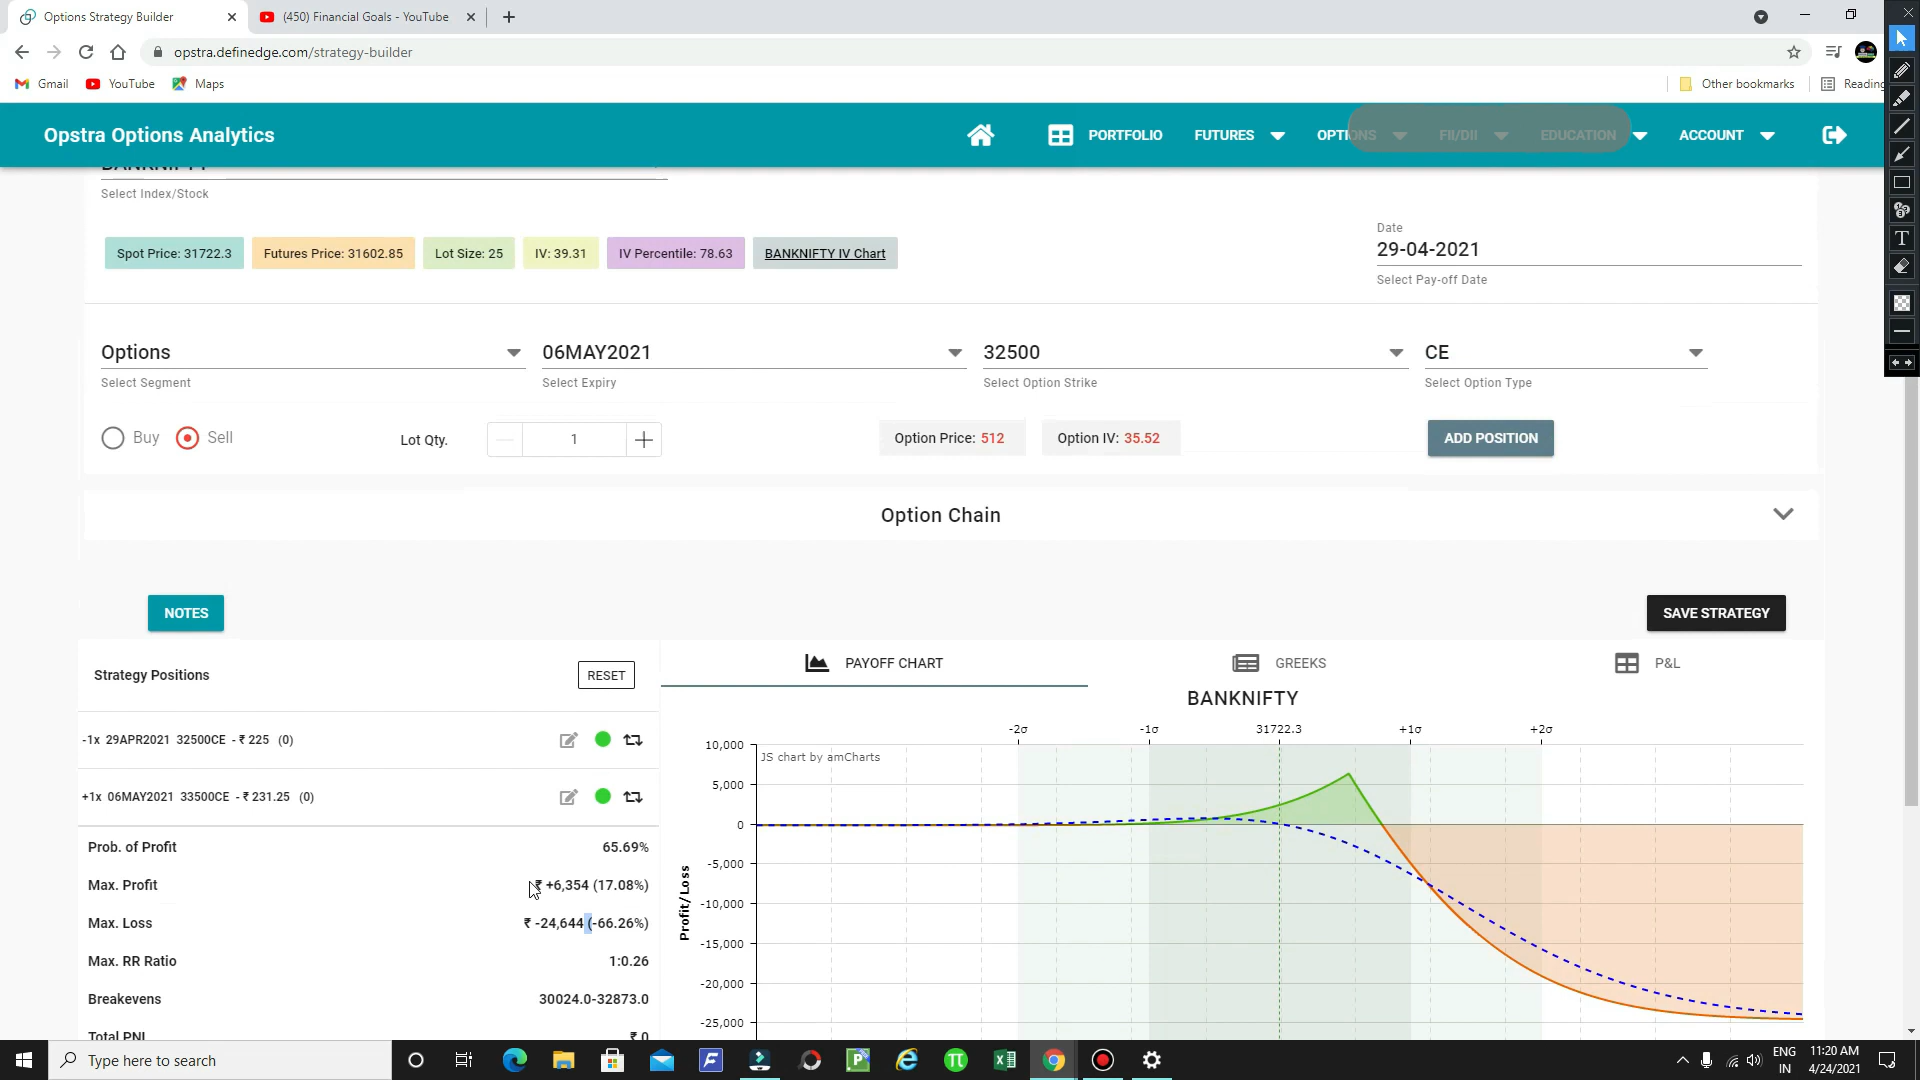 Options Strategy Builder
(450) Financial Goals - YouTube
opstra.definedge.com/strategy-builder
Gmail YouTube Maps Other bookmarks Reading
Opstra Options Analytics PORTFOLIO FUTURES OPTIONS FII/DII EDUCATION ACCOUNT
BANKNIFTY
Select Index/Stock
Spot Price: 31722.3 Futures Price: 31602.85 Lot Size: 25 IV: 39.31 IV Percentile: 78.63 BANKNIFTY IV Chart
Date
29-04-2021
Select Pay-off Date
Options 06MAY2021 32500 CE
Select Segment Select Expiry Select Option Strike Select Option Type
Buy Sell Lot Qty. 1 Option Price: 512 Option IV: 35.52 ADD POSITION
Option Chain
NOTES SAVE STRATEGY
Strategy Positions RESET
PAYOFF CHART GREEKS P&L
-1x 29APR2021 32500CE - ₹ 225 (0)
+1x 06MAY2021 33500CE - ₹ 231.25 (0)
Prob. of Profit 65.69%
Max. Profit ₹ +6,354 (17.08%)
Max. Loss ₹ -24,644 (-66.26%)
Max. RR Ratio 1:0.26
Breakevens 30024.0-32873.0
Total PNL ₹ 0
BANKNIFTY
-2σ -1σ 31722.3 +1σ +2σ
JS chart by amCharts
10,000
5,000
0
-5,000
-10,000
-15,000
-20,000
-25,000
Profit/Loss
Type here to search
ENG
IN
11:20 AM
4/24/2021